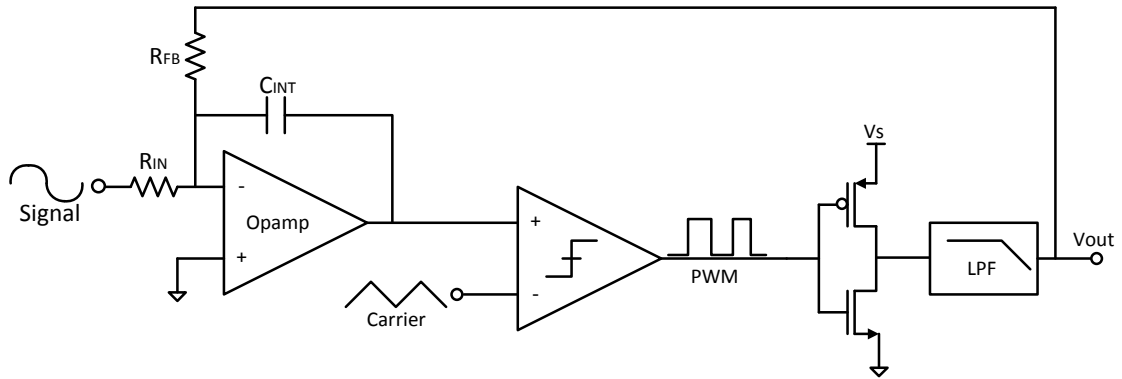 RFB
CINT
RIN
Signal
-
+
Opamp
Carrier
+
-
PWM
Vs
LPF
Vout